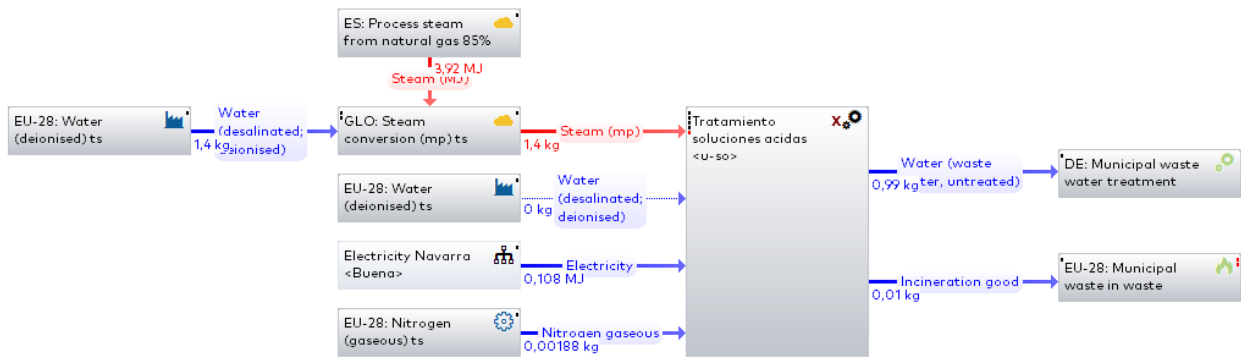 ES: Process steam
from natural gas 85%
3,92 MJ
Steam (MJ)
EU-28: Water
(deionised) ts
Water
(desalinated;
deionised)
1,4 kg
GLO: Steam
conversion (mp) ts
Steam (mp)
1,4 kg
Tratamiento
soluciones acidas
<u-so>
X
EU-28: Water
(deionised) ts
Water
(desalinated;
deionised)
0 kg
Electricity Navarra
<Buena>
Electricity
0,108 MJ
EU-28: Nitrogen
(gaseous) ts
Nitrogen gaseous
0,00188 kg
Water (waste
ter, untreated)
0,99 kg
DE: Municipal waste
water treatment
Incineration good
0,01 kg
EU-28: Municipal
waste in waste